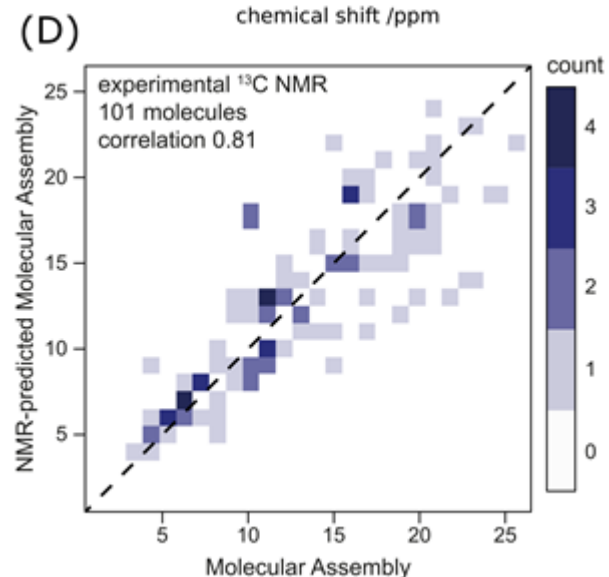 chemical shift /ppm
(D)
experimental ¹³C NMR
101 molecules
correlation 0.81
count
4
3
2
1
0
NMR-predicted Molecular Assembly
25
20
15
10
5
5 10 15 20 25
Molecular Assembly